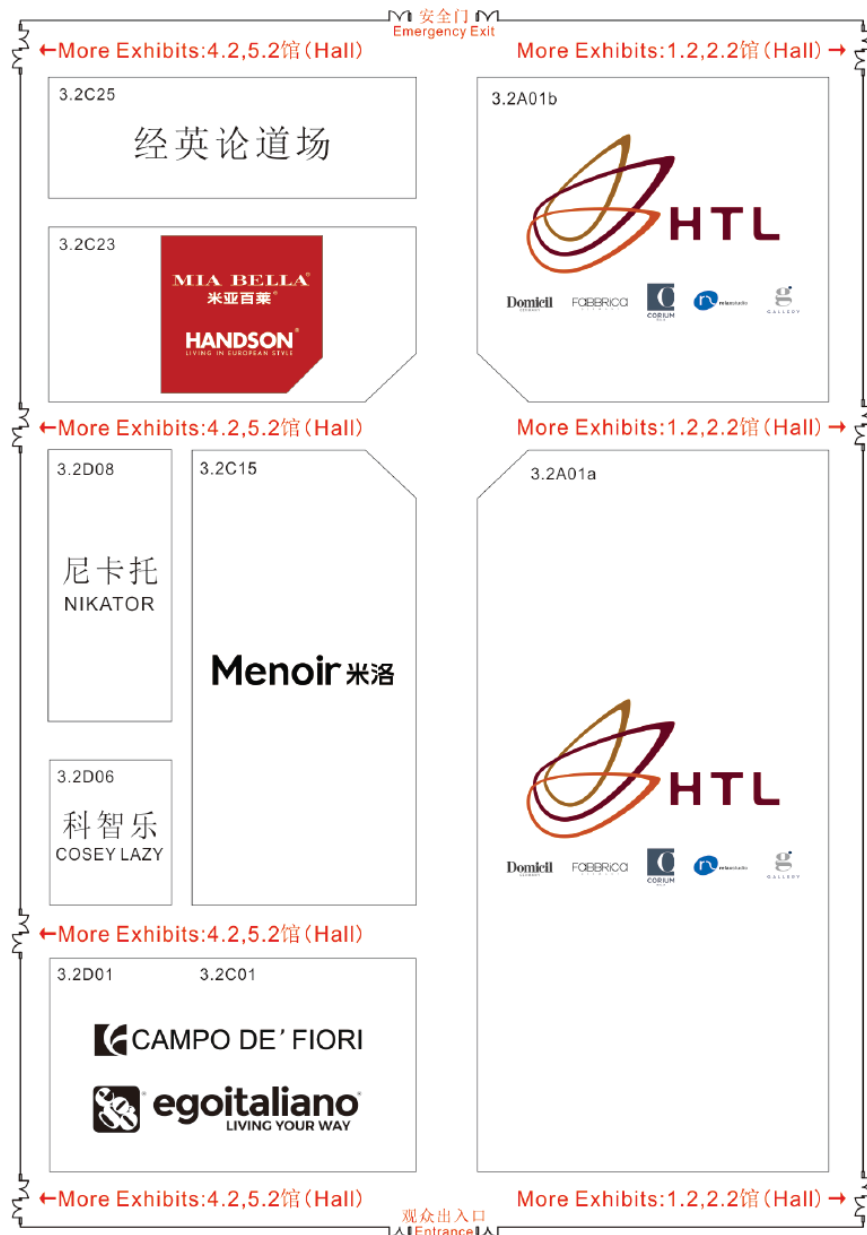 安全门
Emergency Exit
←More Exhibits:4.2,5.2馆(Hall)
More Exhibits:1.2,2.2馆(Hall)→
3.2C25
经英论道场
3.2A01b
HTL
Domicil
GERMANY
FABBRICA
CORIUM
relaxstudio
g
GALLERY
3.2C23
MIA BELLA®
米亚百莱®
HANDSON®
LIVING IN EUROPEAN STYLE
←More Exhibits:4.2,5.2馆(Hall)
More Exhibits:1.2,2.2馆(Hall)→
3.2D08
尼卡托
NIKATOR
3.2C15
Menoir 米洛
3.2A01a
HTL
Domicil
GERMANY
FABBRICA
CORIUM
relaxstudio
g
GALLERY
3.2D06
科智乐
COSEY LAZY
←More Exhibits:4.2,5.2馆(Hall)
3.2D01
3.2C01
CAMPO DE' FIORI
egoitaliano®
LIVING YOUR WAY
←More Exhibits:4.2,5.2馆(Hall)
More Exhibits:1.2,2.2馆(Hall)→
观众出入口
Entrance